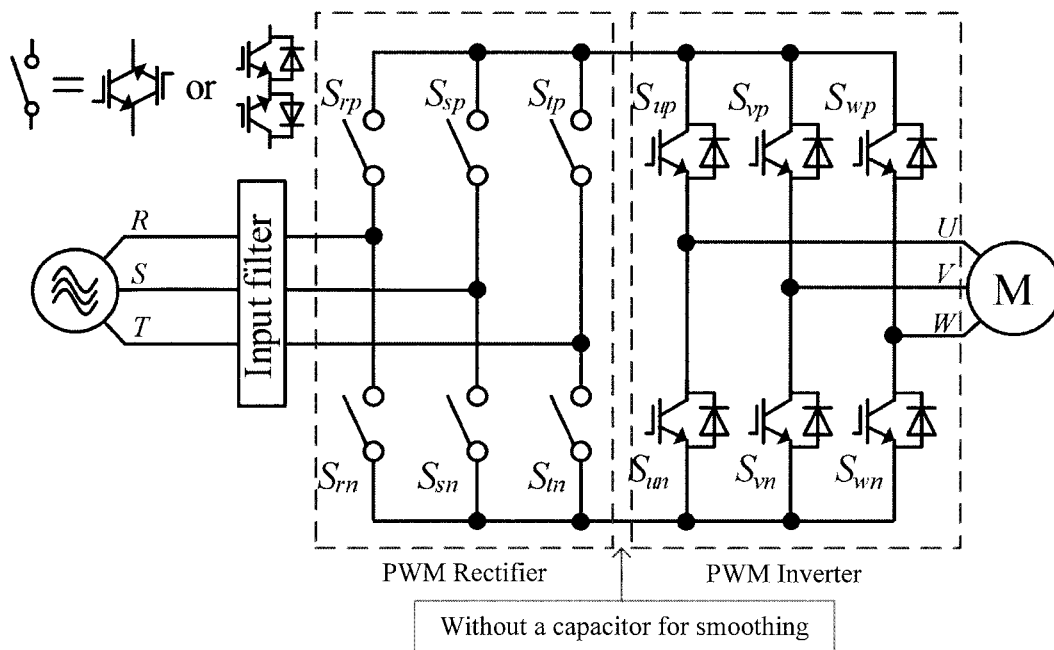 = or
S_rp S_sp S_tp S_up S_vp S_wp
R
S
T
Input filter
U
V
W
M
S_rn S_sn S_tn S_un S_vn S_wn
PWM Rectifier PWM Inverter
Without a capacitor for smoothing